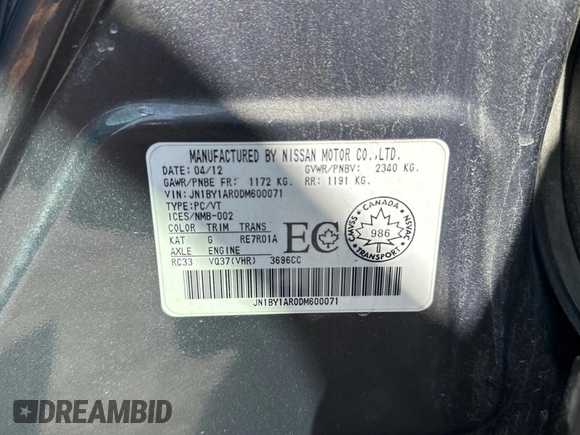 MANUFACTURED BY NISSAN MOTOR CO.,LTD.
DATE: 04/12 GVWR/PNBV: 2340 KG.
GAWR/PNBE FR: 1172 KG. RR: 1191 KG.
VIN: JN1BY1AR0DM600071
TYPE: PC/VT
ICES/NMB-002
COLOR TRIM TRANS
KAT G RE7R01A
AXLE ENGINE
RC33 VQ37(VHR) 3696CC
EC
CMVSS CANADA NSVAC
986
TRANSPORT
JN1BY1AR0DM600071
DREAMBID